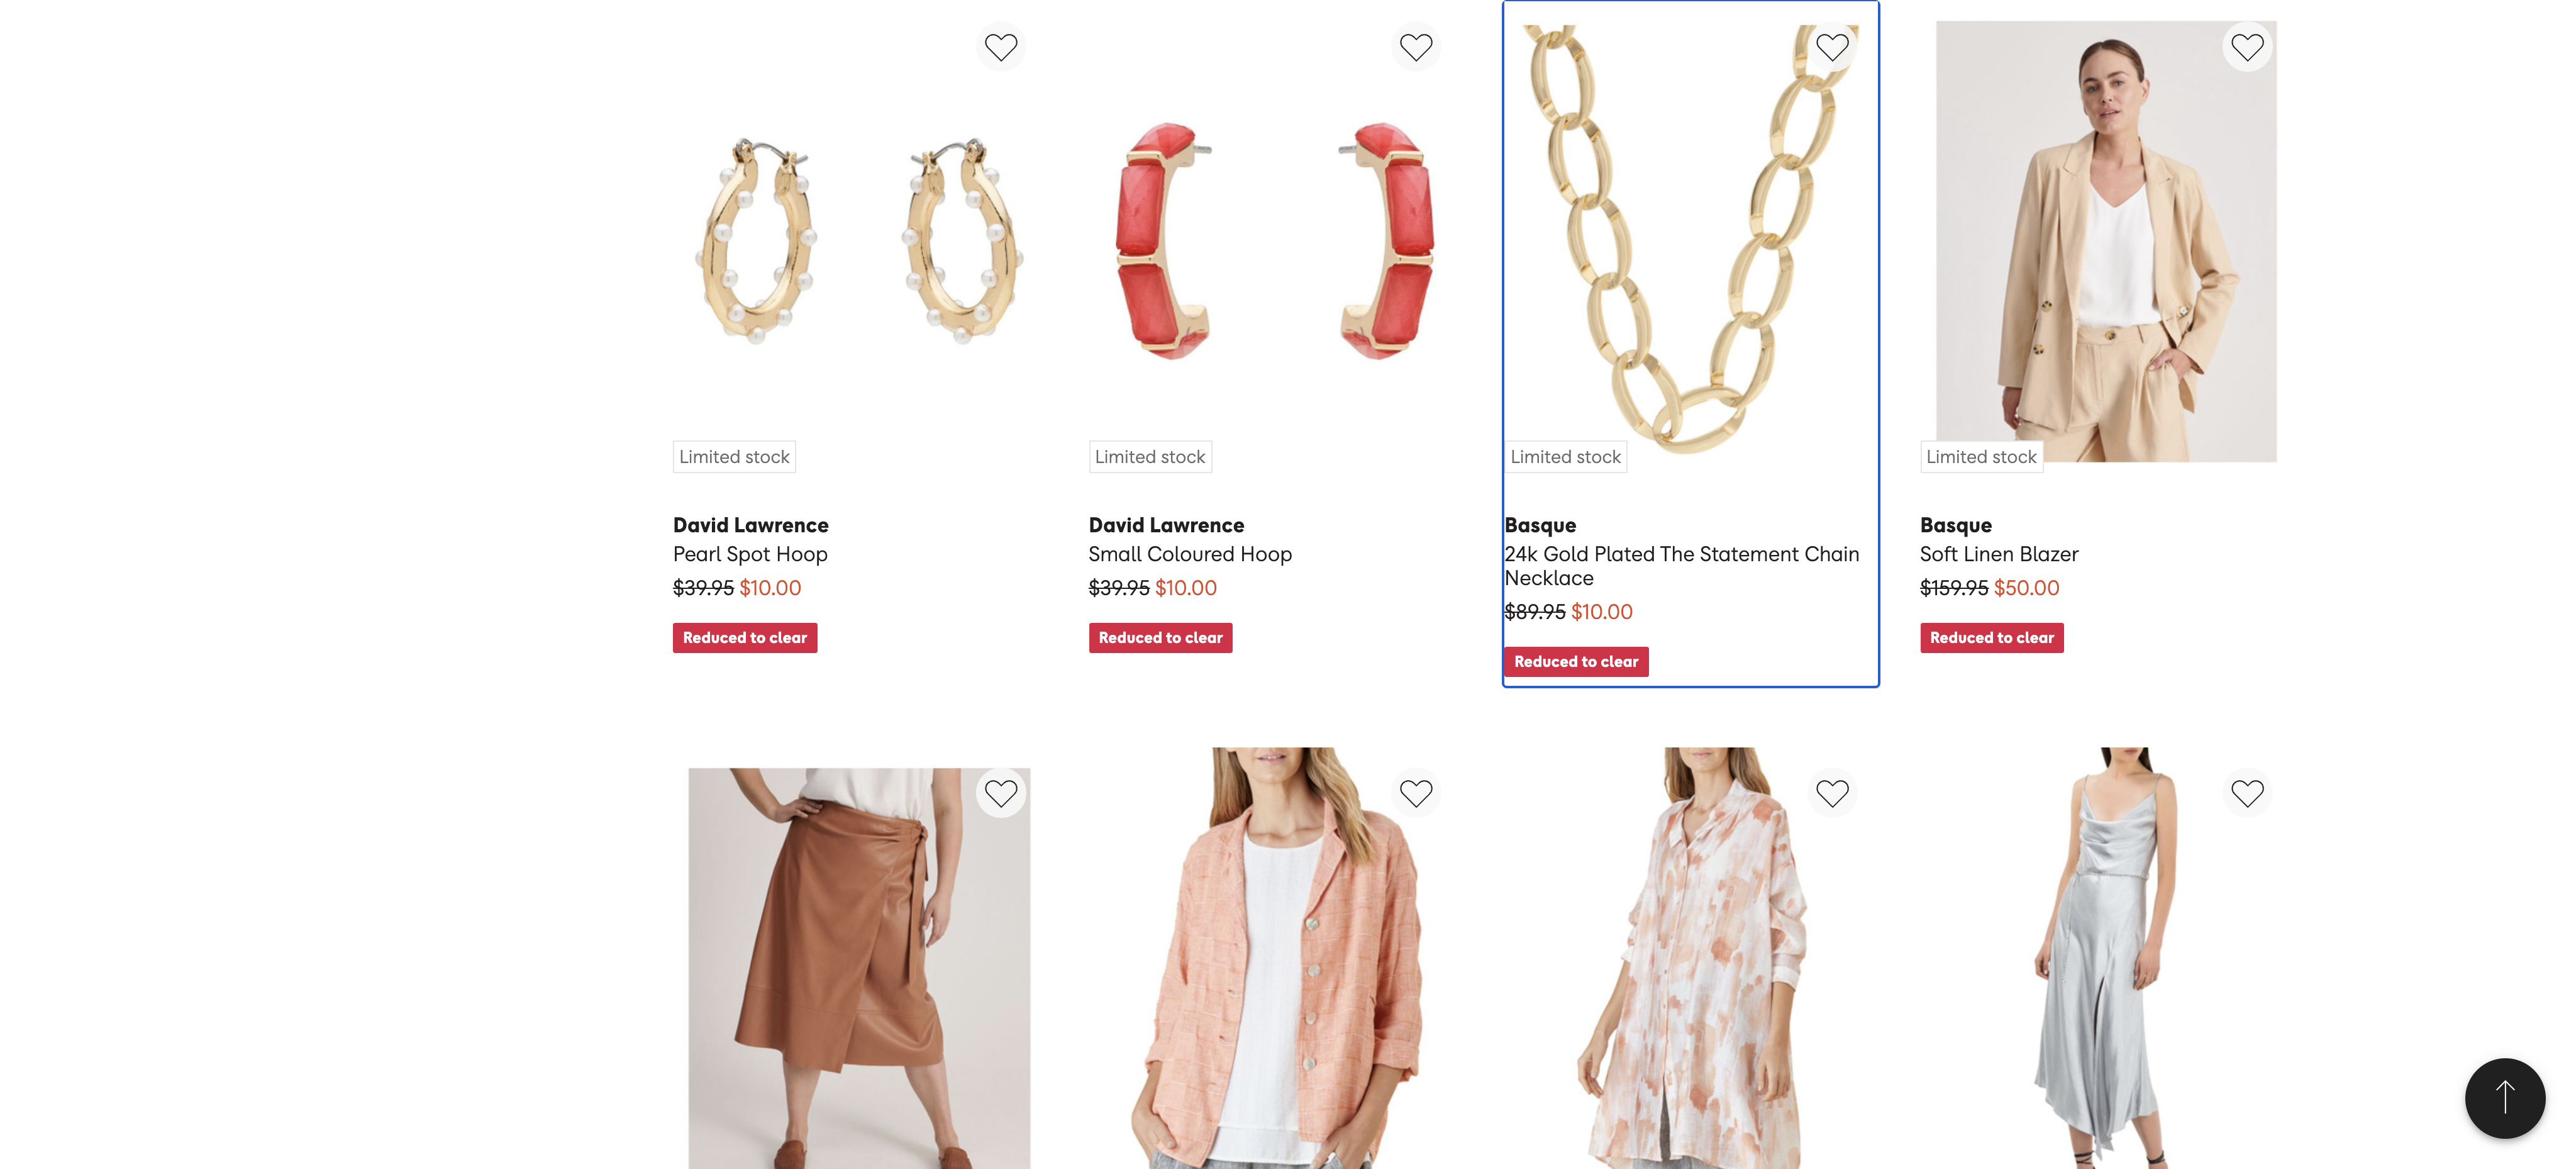 Limited stock
David Lawrence
Pearl Spot Hoop
$39.95 $10.00
Reduced to clear
Limited stock
David Lawrence
Small Coloured Hoop
$39.95 $10.00
Reduced to clear
Limited stock
Basque
24k Gold Plated The Statement Chain
Necklace
$89.95 $10.00
Reduced to clear
Limited stock
Basque
Soft Linen Blazer
$159.95 $50.00
Reduced to clear